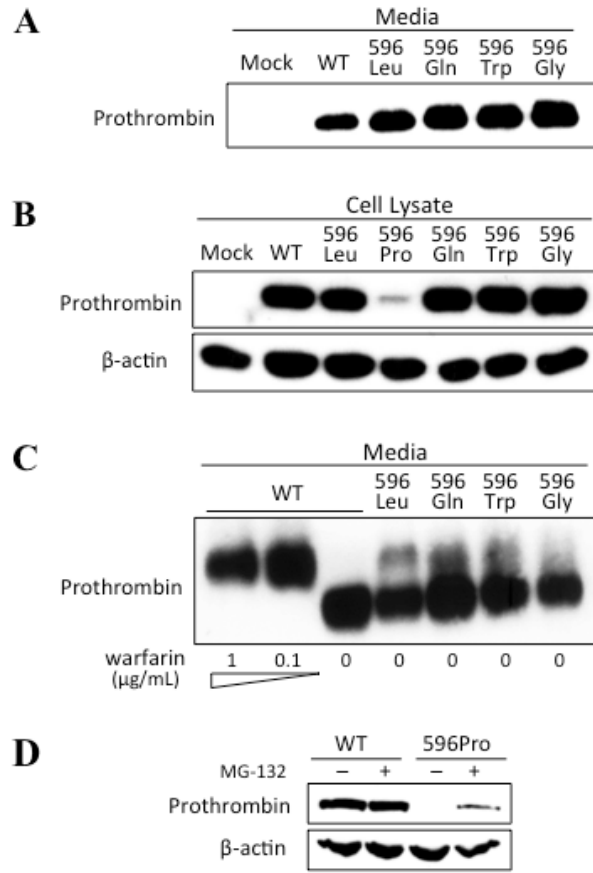 A
Media
Mock WT 596 Leu 596 Gln 596 Trp 596 Gly
Prothrombin
B
Cell Lysate
Mock WT 596 Leu 596 Pro 596 Gln 596 Trp 596 Gly
Prothrombin
β-actin
C
Media
WT 596 Leu 596 Gln 596 Trp 596 Gly
Prothrombin
warfarin 1 0.1 0 0 0 0 0
(μg/mL)
D
WT 596Pro
MG-132 – + – +
Prothrombin
β-actin